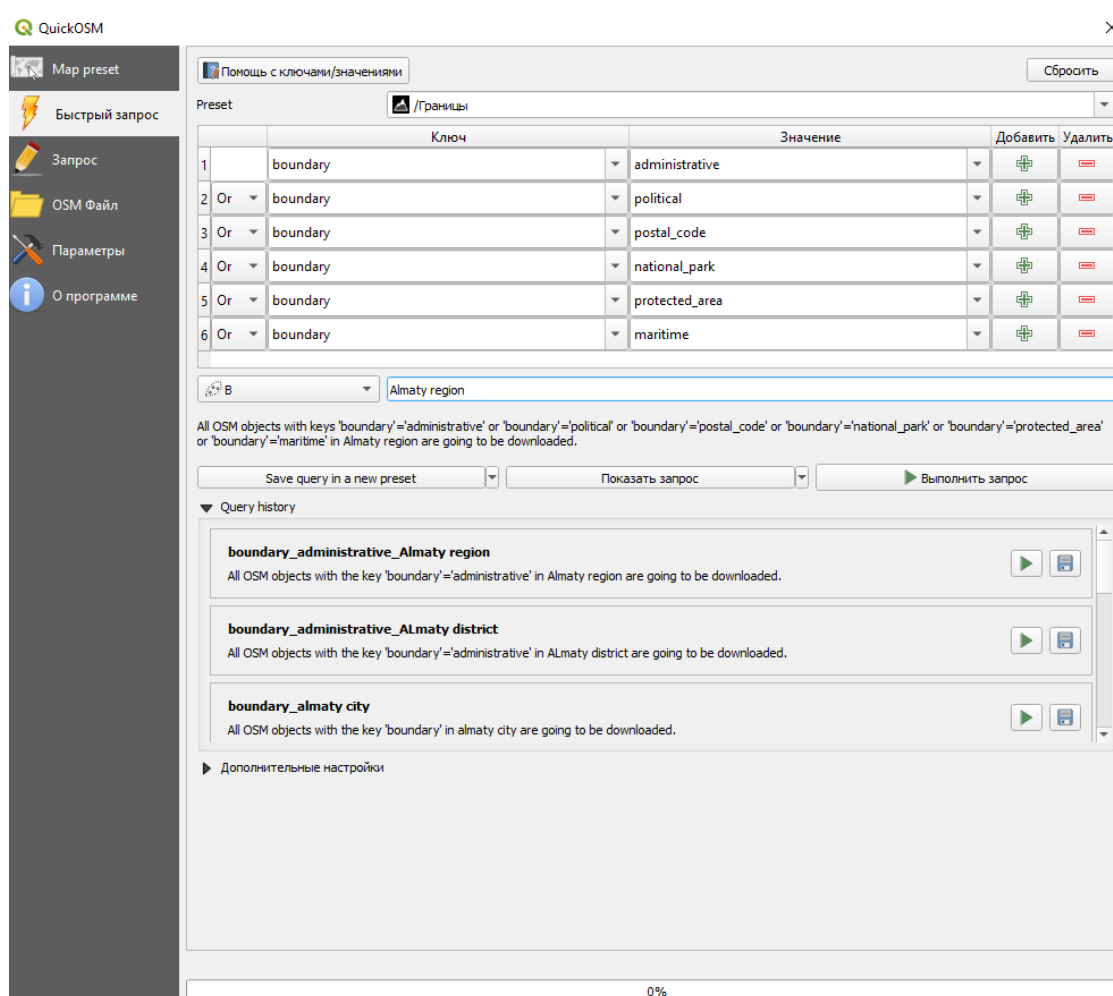 QuickOSM
Map preset
Быстрый запрос
Запрос
OSM Файл
Параметры
О программе
Помощь с ключами/значениями
Сбросить
Preset
/Границы
Ключ Значение Добавить Удалить
1 boundary administrative
2 Or boundary political
3 Or boundary postal_code
4 Or boundary national_park
5 Or boundary protected_area
6 Or boundary maritime
В Almaty region
All OSM objects with keys 'boundary'='administrative' or 'boundary'='political' or 'boundary'='postal_code' or 'boundary'='national_park' or 'boundary'='protected_area'
or 'boundary'='maritime' in Almaty region are going to be downloaded.
Save query in a new preset Показать запрос Выполнить запрос
Query history
boundary_administrative_Almaty region
All OSM objects with the key 'boundary'='administrative' in Almaty region are going to be downloaded.
boundary_administrative_ALmaty district
All OSM objects with the key 'boundary'='administrative' in ALmaty district are going to be downloaded.
boundary_almaty city
All OSM objects with the key 'boundary' in almaty city are going to be downloaded.
Дополнительные настройки
0%